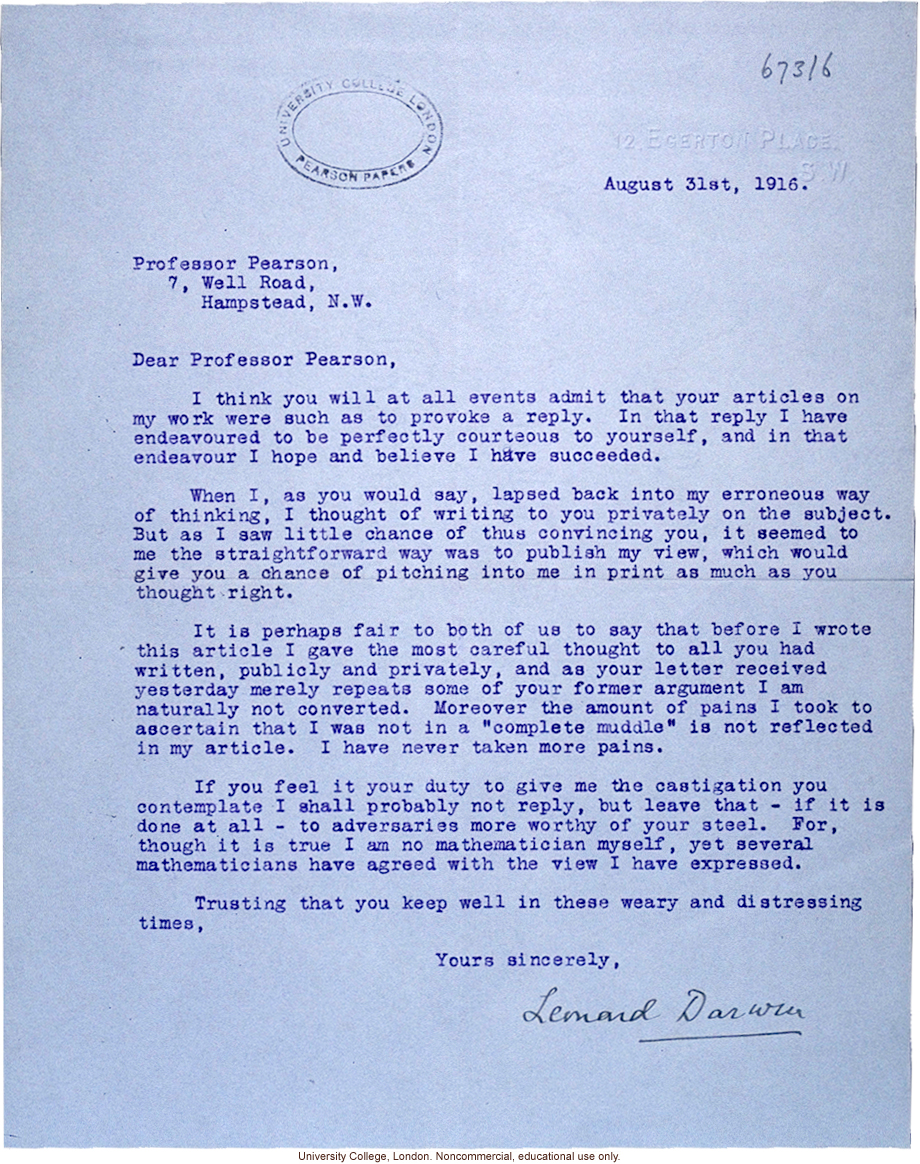 67316
UNIVERSITY COLLEGE LONDON
PEARSON PAPERS
12, EGERTON PLACE.
S.W
August 31st, 1916.
Professor Pearson,
7, Well Road,
Hampstead, N.W.
Dear Professor Pearson,
I think you will at all events admit that your articles on
my work were such as to provoke a reply. In that reply I have
endeavoured to be perfectly courteous to yourself, and in that
endeavour I hope and believe I have succeeded.
When I, as you would say, lapsed back into my erroneous way
of thinking, I thought of writing to you privately on the subject.
But as I saw little chance of thus convincing you, it seemed to
me the straightforward way was to publish my view, which would
give you a chance of pitching into me in print as much as you
thought right.
It is perhaps fair to both of us to say that before I wrote
this article I gave the most careful thought to all you had
written, publicly and privately, and as your letter received
yesterday merely repeats some of your former argument I am
naturally not converted. Moreover the amount of pains I took to
ascertain that I was not in a "complete muddle" is not reflected
in my article. I have never taken more pains.
If you feel it your duty to give me the castigation you
contemplate I shall probably not reply, but leave that - if it is
done at all - to adversaries more worthy of your steel. For,
though it is true I am no mathematician myself, yet several
mathematicians have agreed with the view I have expressed.
Trusting that you keep well in these weary and distressing
times,
Yours sincerely,
Leonard Darwin
University College, London. Noncommercial, educational use only.